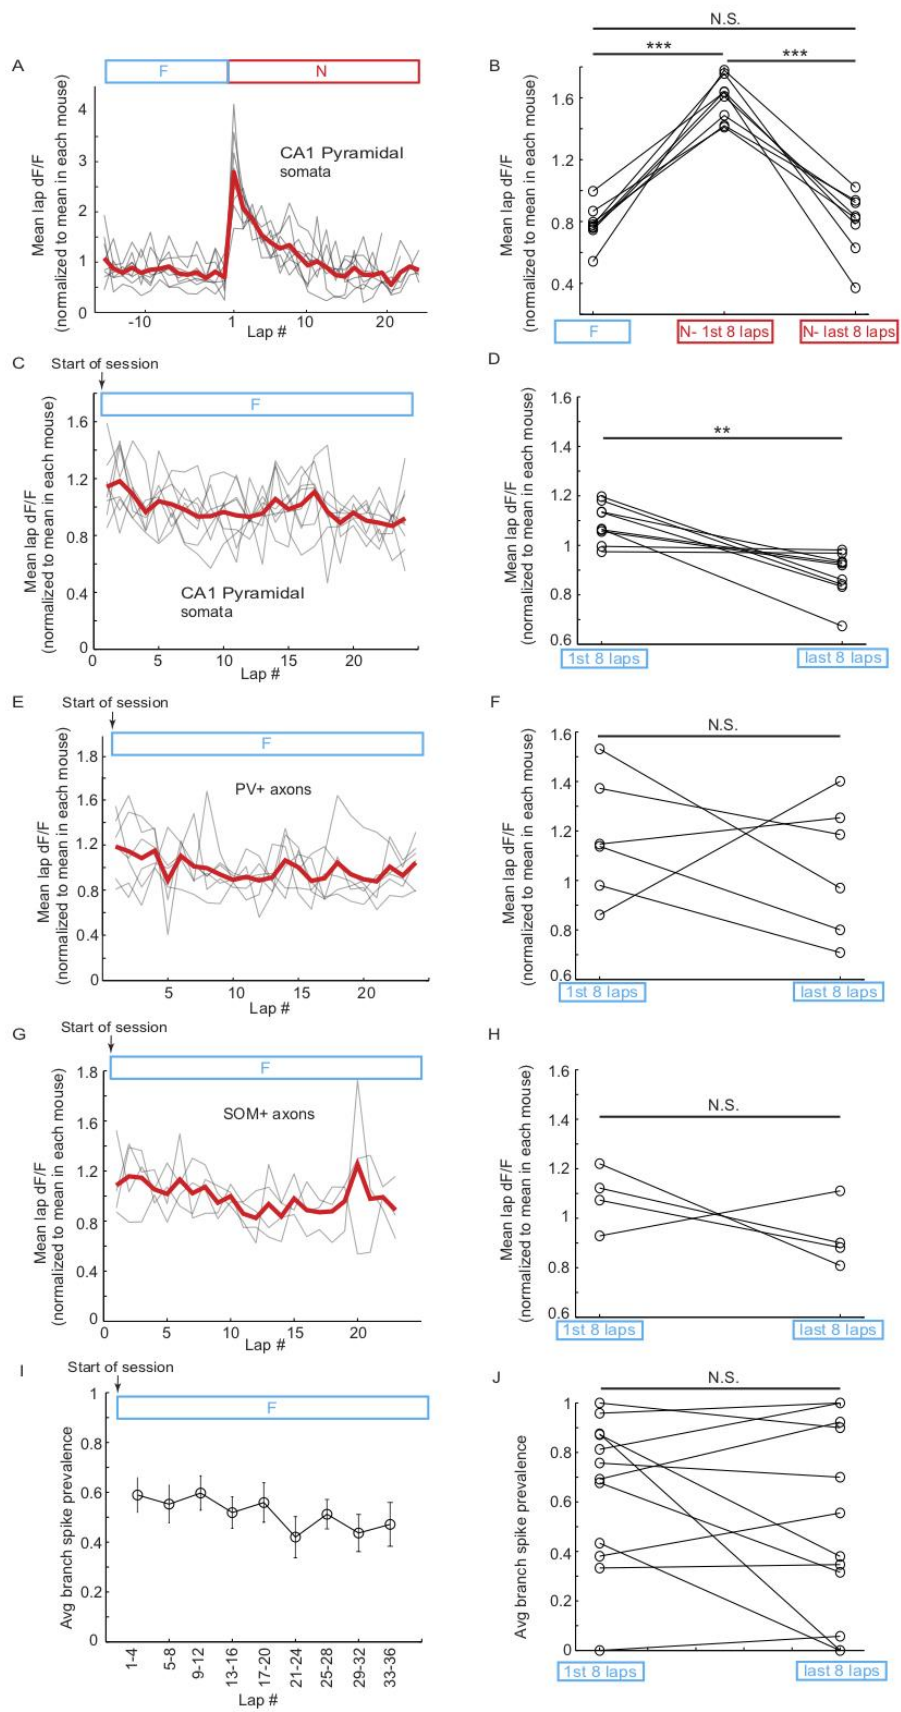 A
F
N
Mean lap dF/F
(normalized to mean in each mouse)
4
3
2
1
0
CA1 Pyramidal
somata
-10
1
10
20
Lap #
B
N.S.
***
***
Mean lap dF/F
(normalized to mean in each mouse)
1.6
1.2
0.8
0.4
F
N- 1st 8 laps
N- last 8 laps
C
Start of session
F
Mean lap dF/F
(normalized to mean in each mouse)
1.6
1.2
0.8
0.4
0
CA1 Pyramidal
somata
0
5
10
15
20
Lap #
D
**
Mean lap dF/F
(normalized to mean in each mouse)
1.6
1.4
1.2
1
0.8
0.6
1st 8 laps
last 8 laps
E
Start of session
F
Mean lap dF/F
(normalized to mean in each mouse)
1.8
1.6
1.2
0.8
0.4
0
PV+ axons
5
10
15
20
Lap #
F
N.S.
Mean lap dF/F
(normalized to mean in each mouse)
1.6
1.4
1.2
1
0.8
0.6
1st 8 laps
last 8 laps
G
Start of session
F
Mean lap dF/F
(normalized to mean in each mouse)
1.8
1.6
1.2
0.8
0.4
0
SOM+ axons
0
5
10
15
20
Lap #
H
N.S.
Mean lap dF/F
(normalized to mean in each mouse)
1.6
1.4
1.2
1
0.8
0.6
1st 8 laps
last 8 laps
I
Start of session
F
Avg branch spike prevalence
1
0.8
0.6
0.4
0.2
0
1-4
5-8
9-12
13-16
17-20
21-24
25-28
29-32
33-36
Lap #
J
N.S.
Avg branch spike prevalence
1
0.8
0.6
0.4
0.2
0
1st 8 laps
last 8 laps